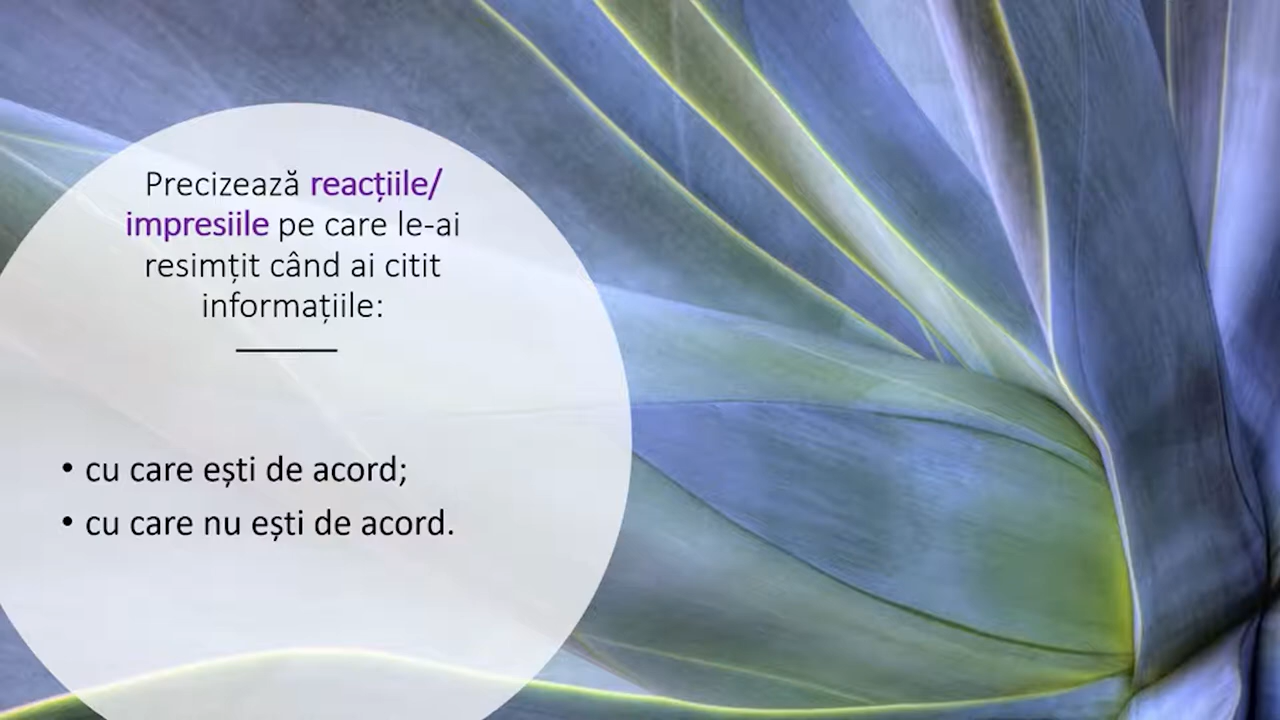 Precizează reacțiile/
impresiile pe care le-ai
resimțit când ai citit
informațiile:
• cu care ești de acord;
• cu care nu ești de acord.